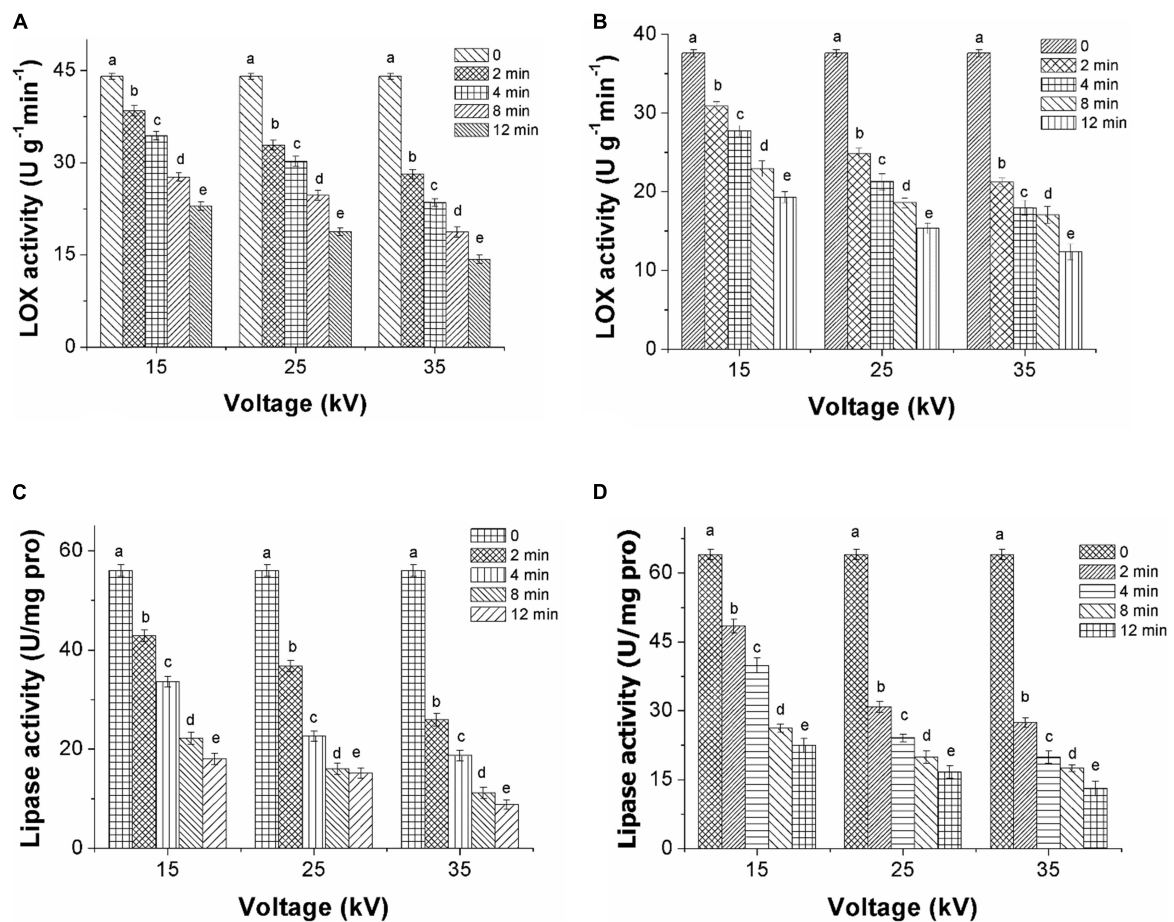 A
LOX activity (U g⁻¹min⁻¹)
45
30
15
0
a b c d e
a b c d e
a b c d e
0
2 min
4 min
8 min
12 min
15 25 35
Voltage (kV)
B
LOX activity (U g⁻¹min⁻¹)
40
30
20
10
0
a b c d e
a b c d e
a b c d e
0
2 min
4 min
8 min
12 min
15 25 35
Voltage (kV)
C
Lipase activity (U/mg pro)
60
40
20
0
a b c d e
a b c d e
a b c d e
0
2 min
4 min
8 min
12 min
15 25 35
Voltage (kV)
D
Lipase activity (U/mg pro)
60
45
30
15
0
a b c d e
a b c d e
a b c d e
0
2 min
4 min
8 min
12 min
15 25 35
Voltage (kV)